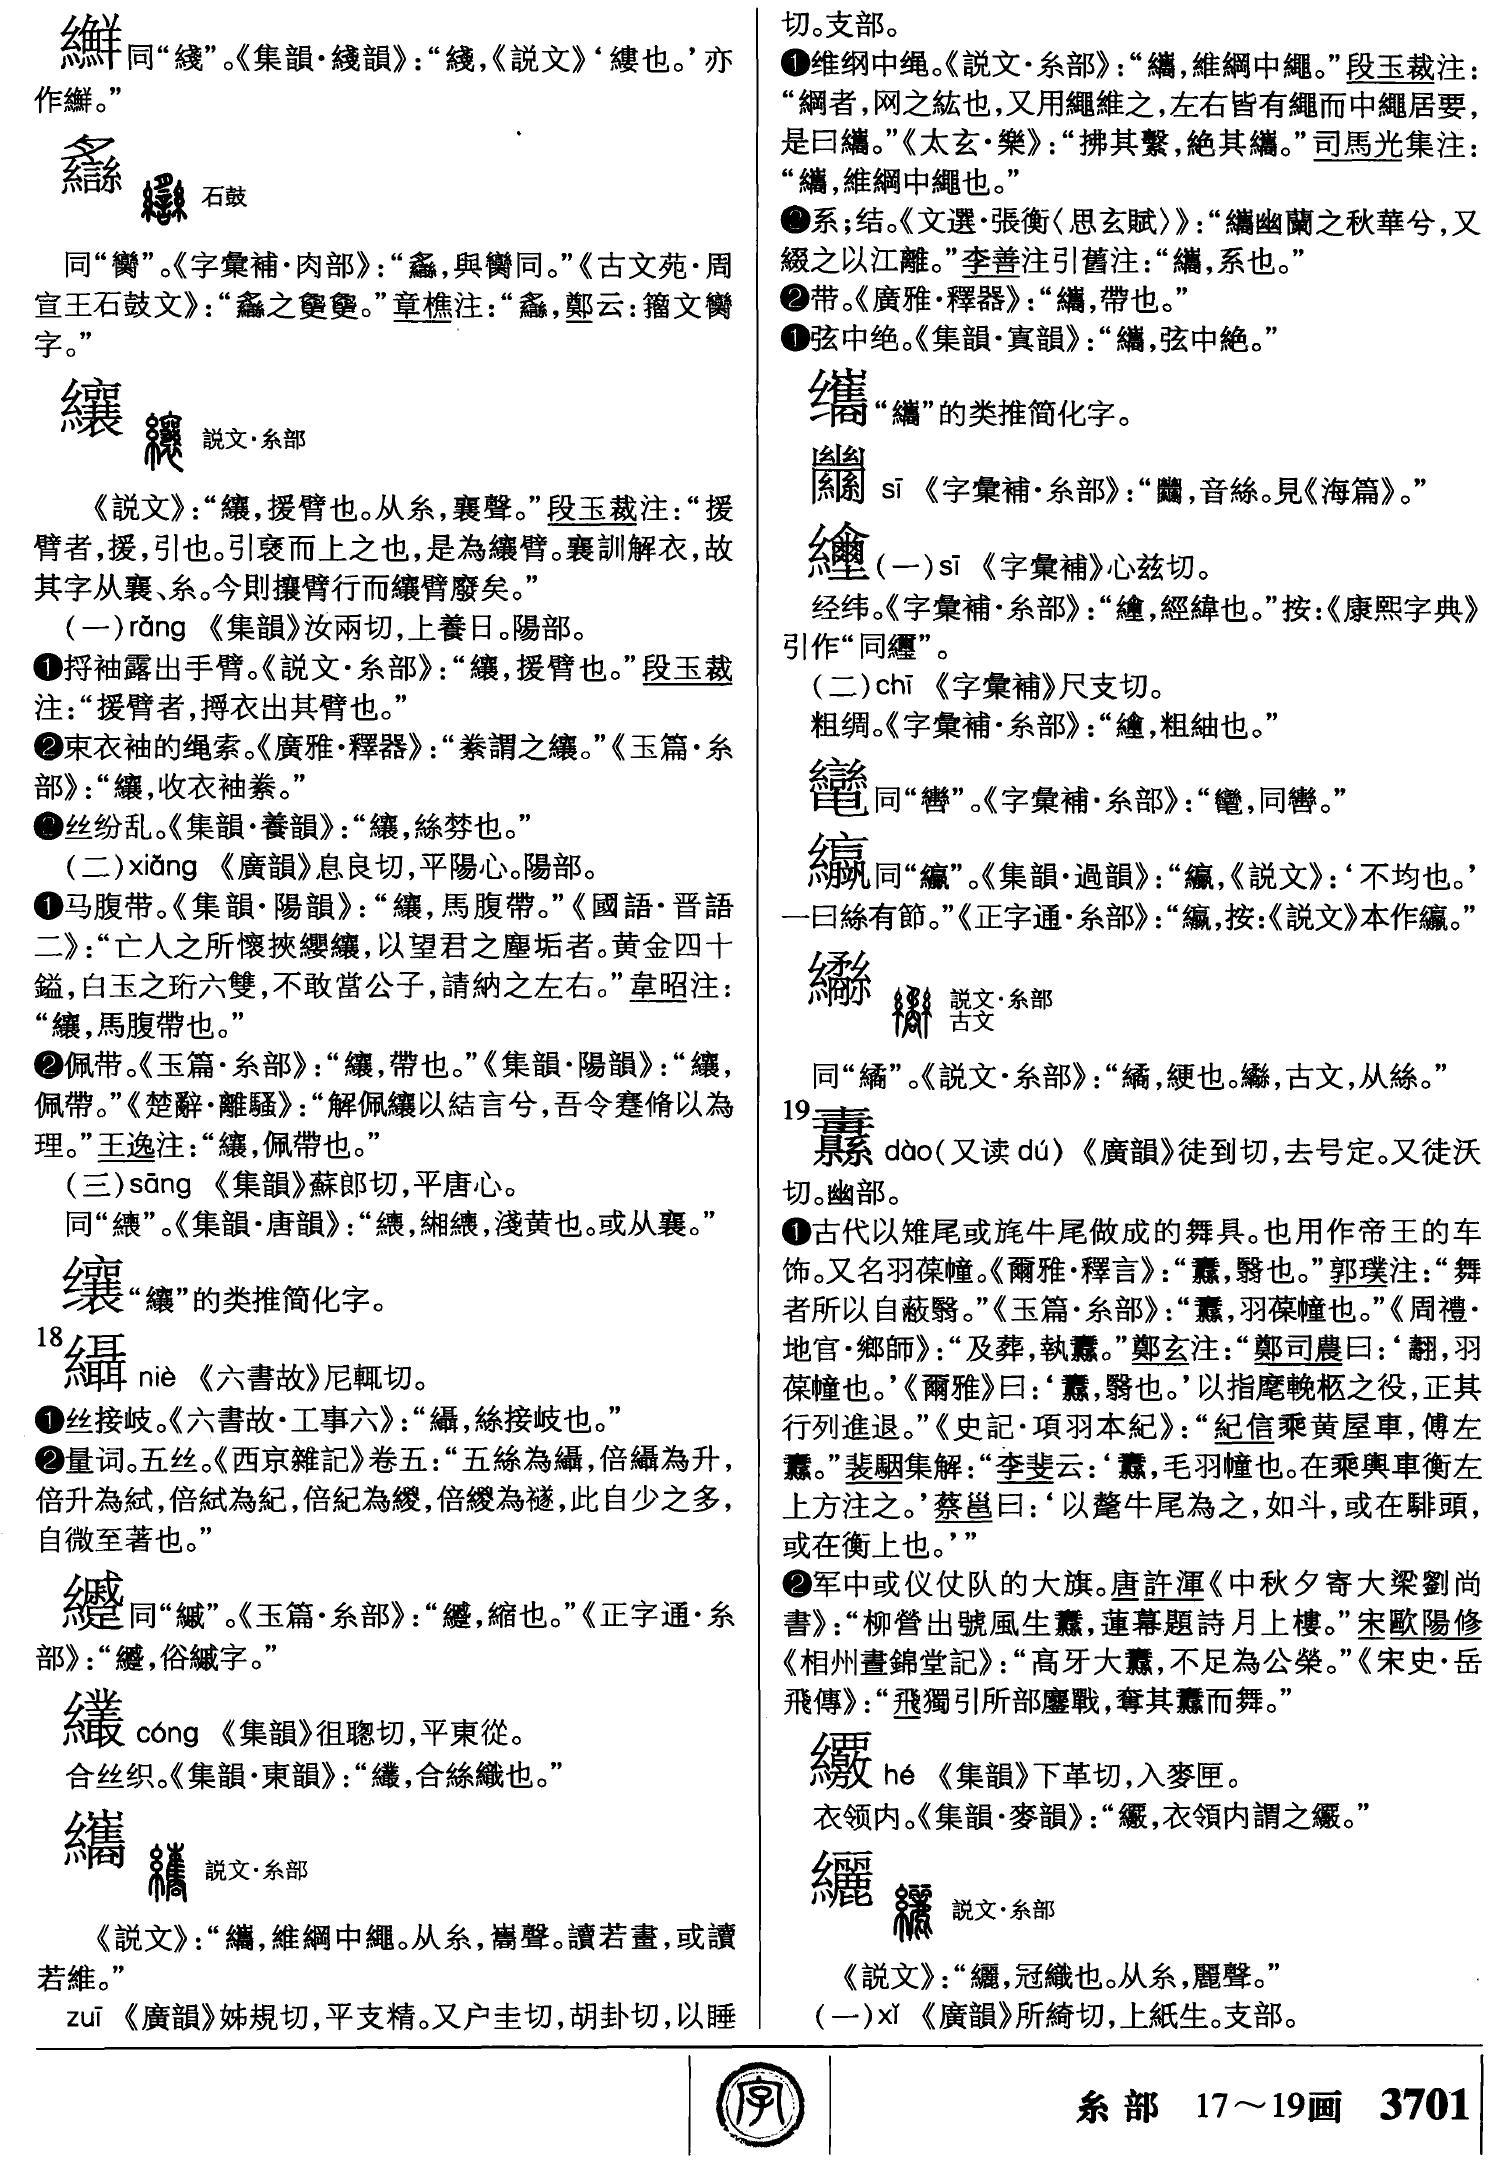 同“綫”。《集韻·綫韻》：“綫，《説文》‘縷也。’亦
作。”
石鼓
同“臠”。《字彙補·肉部》：“，與臠同。”《古文苑·周
宣王石鼓文》：“之。”章樵注：“，鄭云：籀文臠
字。”
纕
説文·糸部
《説文》：“纕，援臂也。从糸，襄聲。”段玉裁注：“援
臂者，援，引也。引褎而上之也，是為纕臂。襄訓解衣，故
其字从襄、糸。今則攘臂行而纕臂廢矣。”
（一）rǎng 《集韻》汝兩切，上養日。陽部。
❶捋袖露出手臂。《説文·糸部》：“纕，援臂也。”段玉裁
注：“援臂者，捋衣出其臂也。”
❷束衣袖的绳索。《廣雅·釋器》：“絭謂之纕。”《玉篇·糸
部》：“纕，收衣袖絭。”
❸丝纷乱。《集韻·養韻》：“纕，絲棼也。”
（二）xiāng 《廣韻》息良切，平陽心。陽部。
❶马腹带。《集韻·陽韻》：“纕，馬腹帶。”《國語·晋語
二》：“亡人之所懷挾纓纕，以望君之塵垢者。黄金四十
鎰，白玉之珩六雙，不敢當公子，請納之左右。”韋昭注：
“纕，馬腹帶也。”
❷佩带。《玉篇·糸部》：“纕，帶也。”《集韻·陽韻》：“纕，
佩帶。”《楚辭·離騷》：“解佩纕以結言兮，吾令蹇脩以為
理。”王逸注：“纕，佩帶也。”
（三）sāng 《集韻》蘇郎切，平唐心。
同“䘮”。《集韻·唐韻》：“，緗，淺黄也。或从襄。”
“纕”的类推简化字。
18
䌰 niè 《六書故》尼輒切。
❶丝接岐。《六書故·工事六》：“䌰，絲接岐也。”
❷量词。五丝。《西京雜記》卷五：“五絲為䌰，倍䌰為升，
倍升為䋐，倍䋐為紀，倍紀為緵，倍緵為襚，此自少之多，
自微至著也。”
同“縬”。《玉篇·糸部》：“，縮也。”《正字通·糸
部》：“，俗縬字。”
cóng 《集韻》徂聰切，平東從。
合丝织。《集韻·東韻》：“，合絲織也。”
纗
説文·糸部
《説文》：“纗，維綱中繩。从糸，巂聲。讀若畫，或讀
若維。”
zuī 《廣韻》姊規切，平支精。又户圭切，胡卦切，以睡
切。支部。
❶维纲中绳。《説文·糸部》：“纗，維綱中繩。”段玉裁注：
“綱者，网之紘也，又用繩維之，左右皆有繩而中繩居要，
是曰纗。”《太玄·樂》：“拂其繫，絶其纗。”司馬光集注：
“纗，維綱中繩也。”
❷系；结。《文選·張衡〈思玄賦〉》：“纗幽蘭之秋華兮，又
綴之以江離。”李善注引舊注：“纗，系也。”
❸带。《廣雅·釋器》：“纗，帶也。”
❹弦中绝。《集韻·寘韻》：“纗，弦中絶。”
“纗”的类推简化字。
sī 《字彙補·糸部》：“，音絲。見《海篇》。”
（一）sī 《字彙補》心兹切。
经纬。《字彙補·糸部》：“，經緯也。”按：《康熙字典》
引作“同纆”。
（二）chī 《字彙補》尺支切。
粗绸。《字彙補·糸部》：“，粗紬也。”
同“轡”。《字彙補·糸部》：“，同轡。”
同“”。《集韻·過韻》：“，《説文》：‘不均也。’
一曰絲有節。”《正字通·糸部》：“，按：《説文》本作。”
説文·糸部
古文
同“繘”。《説文·糸部》：“繘，綆也。，古文，从絲。”
19
纛 dào（又读 dú） 《廣韻》徒到切，去号定。又徒沃
切。幽部。
❶古代以雉尾或旄牛尾做成的舞具。也用作帝王的车
饰。又名羽葆幢。《爾雅·釋言》：“纛，翳也。”郭璞注：“舞
者所以自蔽翳。”《玉篇·糸部》：“纛，羽葆幢也。”《周禮·
地官·鄉師》：“及葬，執纛。”鄭玄注：“鄭司農曰：‘翿，羽
葆幢也。’《爾雅》曰：‘纛，翳也。’以指麾輓柩之役，正其
行列進退。”《史記·項羽本紀》：“紀信乘黄屋車，傅左
纛。”裴駰集解：“李斐云：‘纛，毛羽幢也。在乘輿車衡左
上方注之。’蔡邕曰：‘以氂牛尾為之，如斗，或在騑頭，
或在衡上也。’”
❷军中或仪仗队的大旗。唐許渾《中秋夕寄大梁劉尚
書》：“柳營出號風生纛，蓮幕題詩月上樓。”宋歐陽修
《相州晝錦堂記》：“高牙大纛，不足為公榮。”《宋史·岳
飛傳》：“飛獨引所部鏖戰，奪其纛而舞。”
hé 《集韻》下革切，入麥匣。
衣领内。《集韻·麥韻》：“，衣領内謂之。”
纚
説文·糸部
《説文》：“纚，冠織也。从糸，麗聲。”
（一）xǐ 《廣韻》所綺切，上紙生。支部。
字
糸部 17～19画 3701